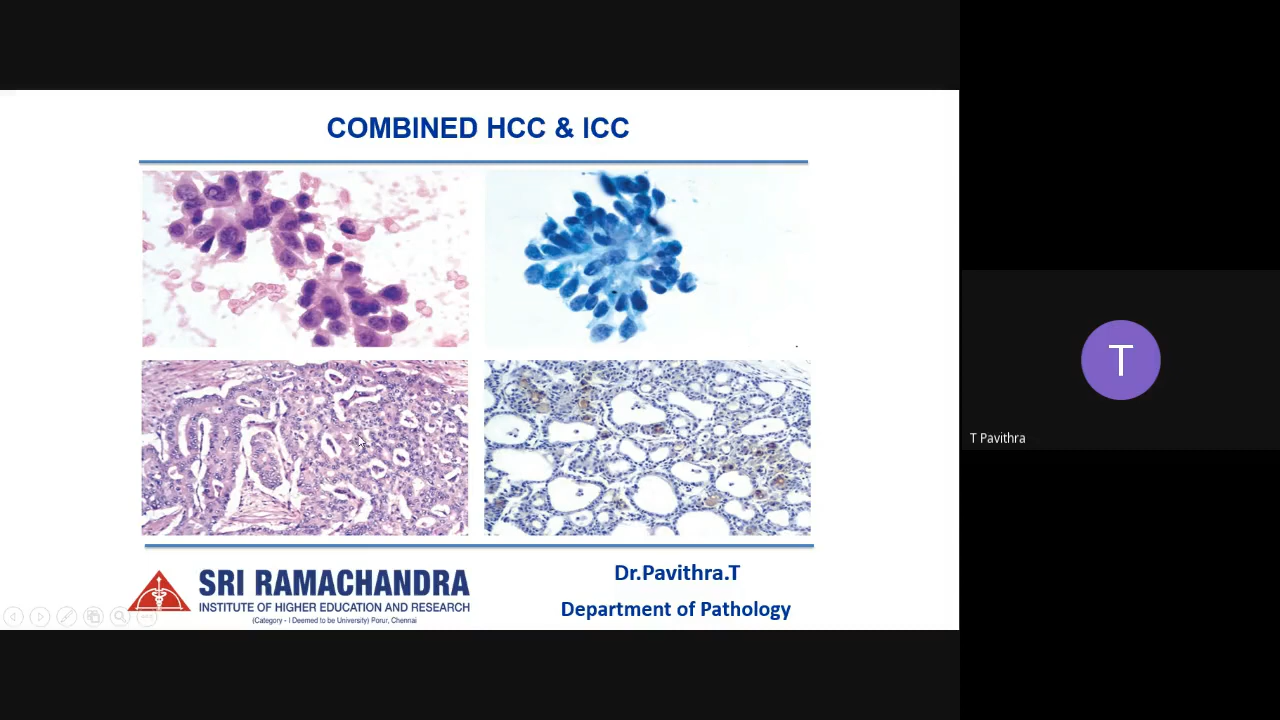 COMBINED HCC & ICC
SRI RAMACHANDRA
INSTITUTE OF HIGHER EDUCATION AND RESEARCH
(Category - I Deemed to be University) Porur, Chennai
Dr.Pavithra.T
Department of Pathology
T
T Pavithra